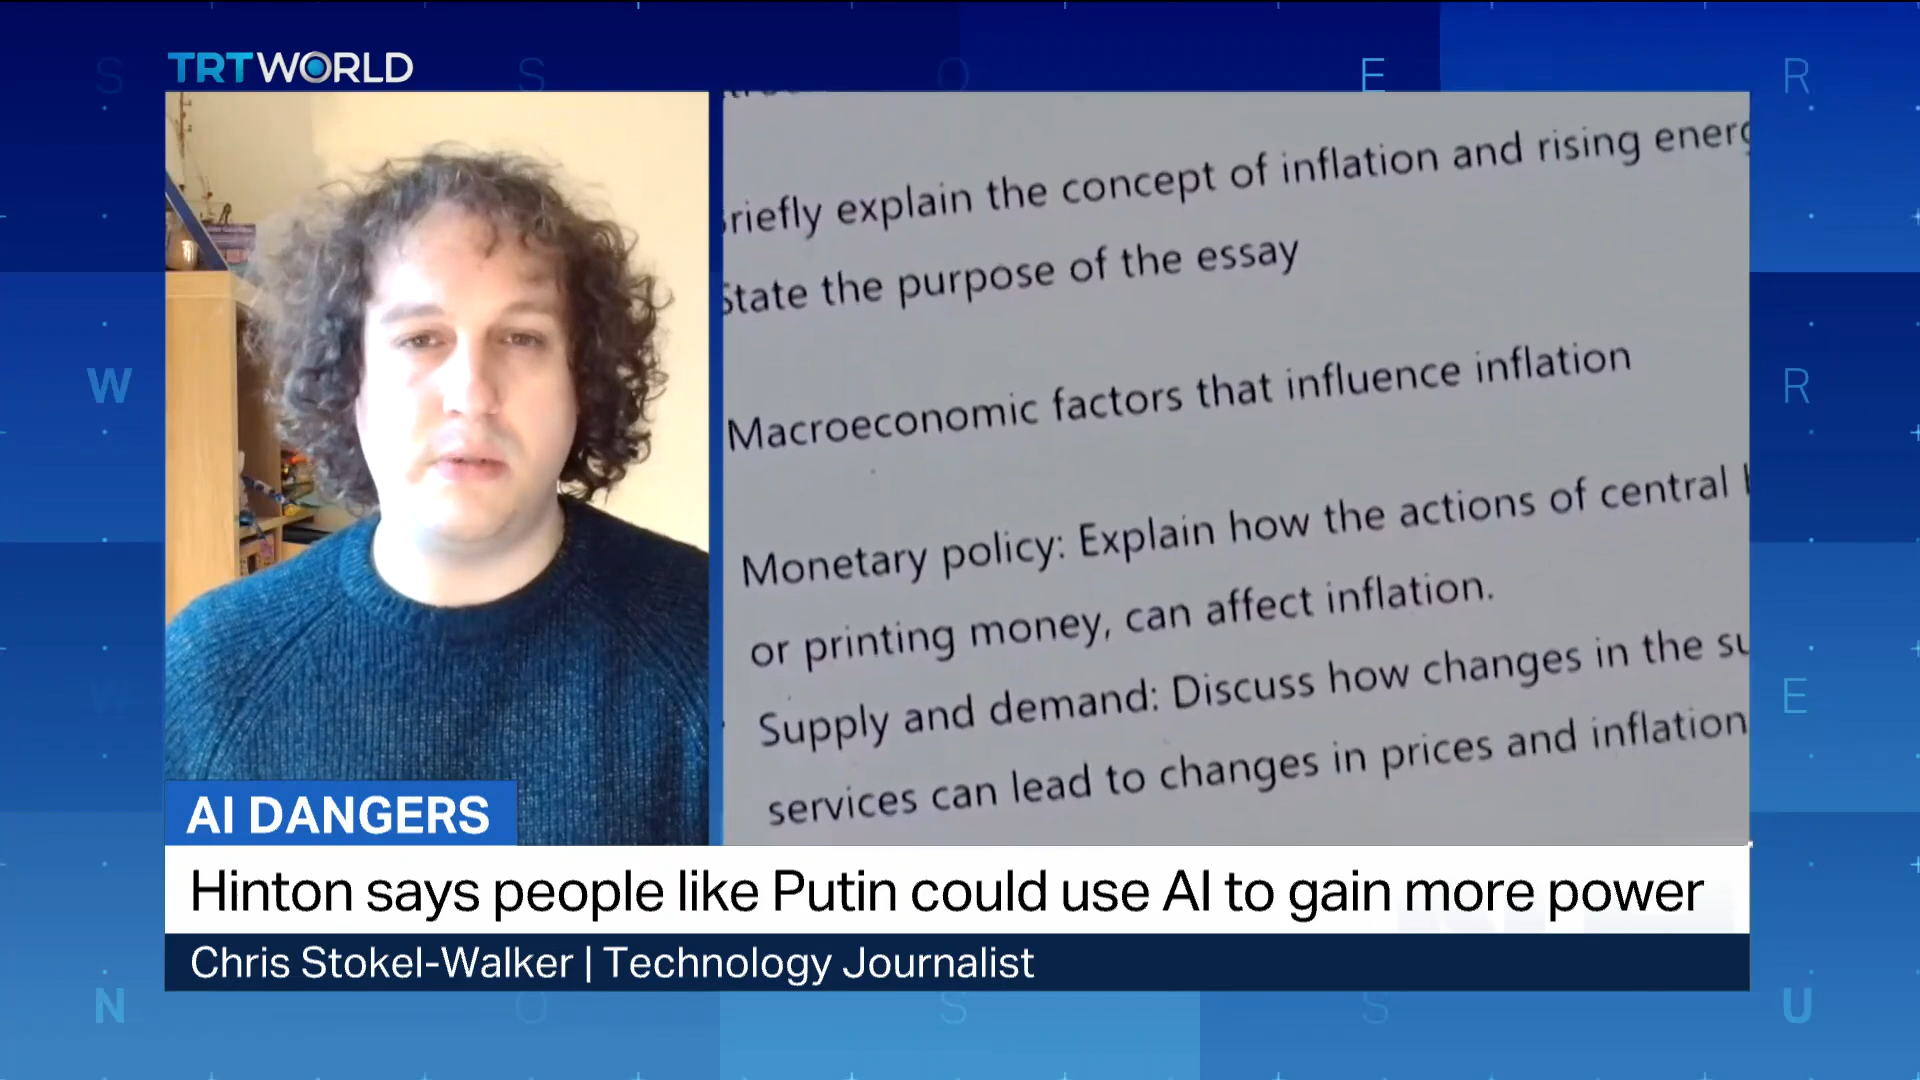 S S O E R
TRT WORLD
riefly explain the concept of inflation and rising energ
State the purpose of the essay
W R
Macroeconomic factors that influence inflation
Monetary policy: Explain how the actions of central
or printing money, can affect inflation.
Supply and demand: Discuss how changes in the su
W E
services can lead to changes in prices and inflation
AI DANGERS
Hinton says people like Putin could use AI to gain more power
Chris Stokel-Walker | Technology Journalist
N O S S U